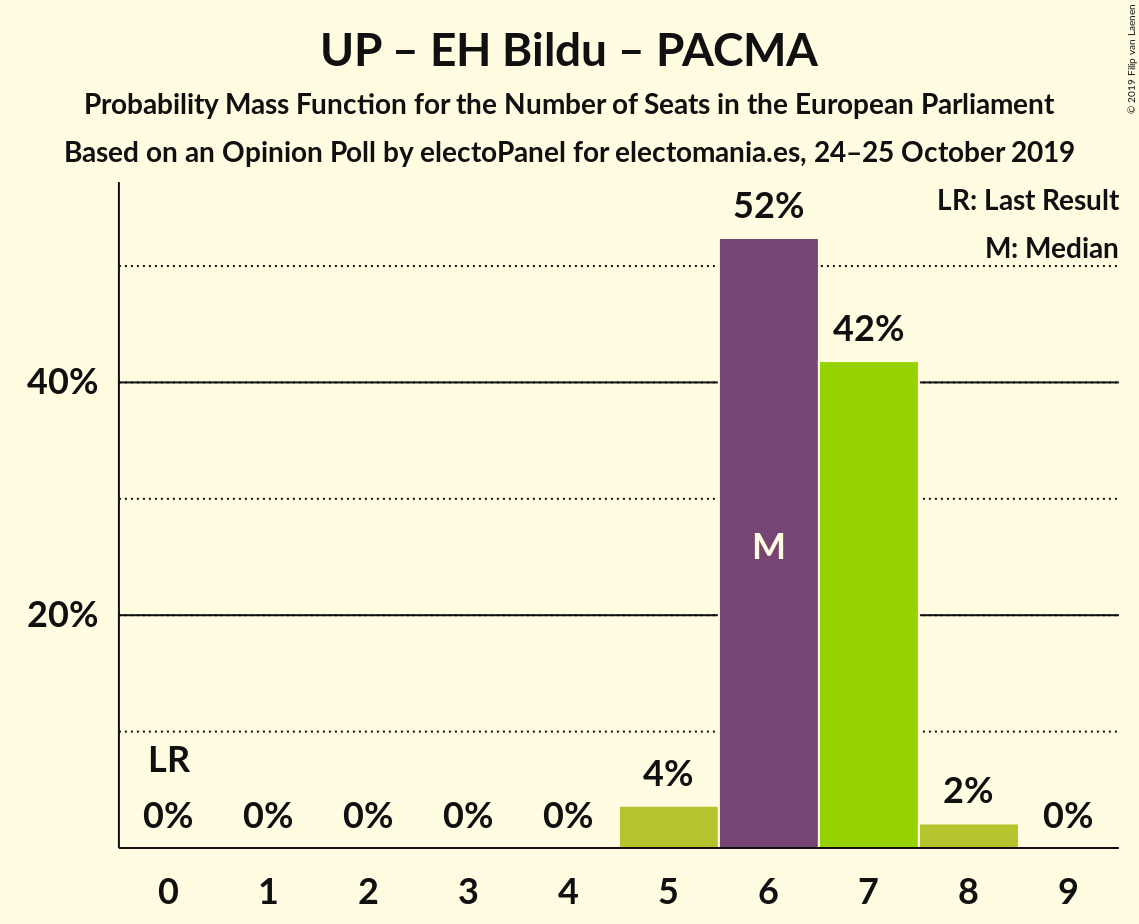 UP – EH Bildu – PACMA
Probability Mass Function for the Number of Seats in the European Parliament
Based on an Opinion Poll by electoPanel for electomania.es, 24–25 October 2019
© 2019 Filip van Laenen
LR: Last Result
M: Median
52%
42%
40%
M
20%
LR
0% 0% 0% 0% 0% 4% 2% 0%
0 1 2 3 4 5 6 7 8 9